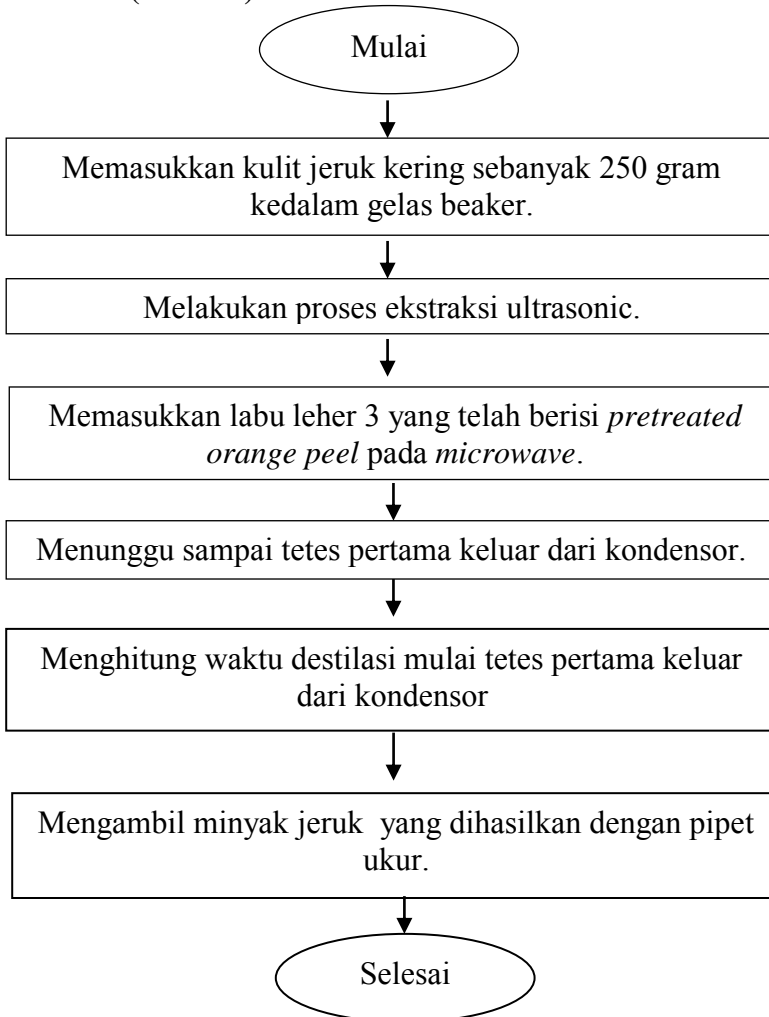 Mulai
Memasukkan kulit jeruk kering sebanyak 250 gram
kedalam gelas beaker.
Melakukan proses ekstraksi ultrasonic.
Memasukkan labu leher 3 yang telah berisi pretreated
orange peel pada microwave.
Menunggu sampai tetes pertama keluar dari kondensor.
Menghitung waktu destilasi mulai tetes pertama keluar
dari kondensor
Mengambil minyak jeruk yang dihasilkan dengan pipet
ukur.
Selesai